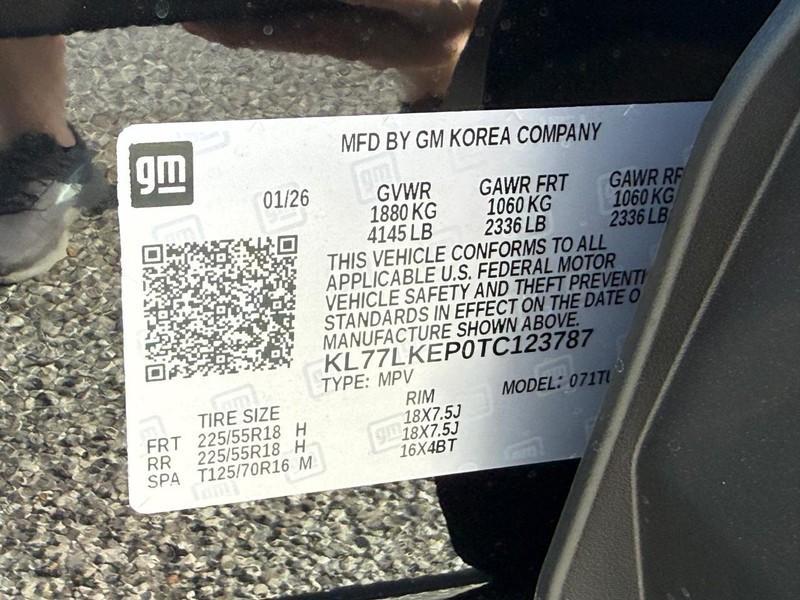 MFD BY GM KOREA COMPANY
gm
01/26
GVWR GAWR FRT GAWR
1880 KG 1060 KG 1060 KG
4145 LB 2336 LB 2336 LB
THIS VEHICLE CONFORMS TO ALL
APPLICABLE U.S. FEDERAL MOTOR
VEHICLE SAFETY AND THEFT PREVENTI
STANDARDS IN EFFECT ON THE DATE O
MANUFACTURE SHOWN ABOVE.
KL77LKEP0TC123787
TYPE: MPV MODEL: 071TU
TIRE SIZE RIM
FRT 225/55R18 H 18X7.5J
RR 225/55R18 H 18X7.5J
SPA T125/70R16 M 16X4BT